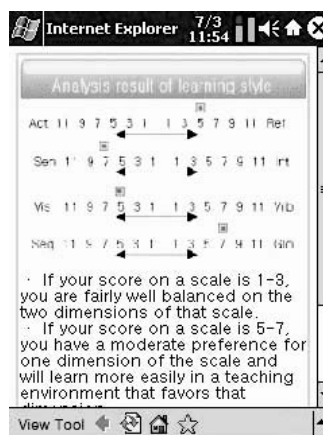 Internet Explorer 7/3 11:54
Analysis result of learning style
Act 11 9 7 5 3 1 1 3 5 7 9 11 Ref
Sen 11 9 7 5 3 1 1 3 5 7 9 11 Int
Vis 11 9 7 5 3 1 1 3 5 7 9 11 Vrb
Seq 11 9 7 5 3 1 1 3 5 7 9 11 Glo
· If your score on a scale is 1-3,
you are fairly well balanced on the
two dimensions of that scale.
· If your score on a scale is 5-7,
you have a moderate preference for
one dimension of the scale and
will learn more easily in a teaching
environment that favors that
View Tool